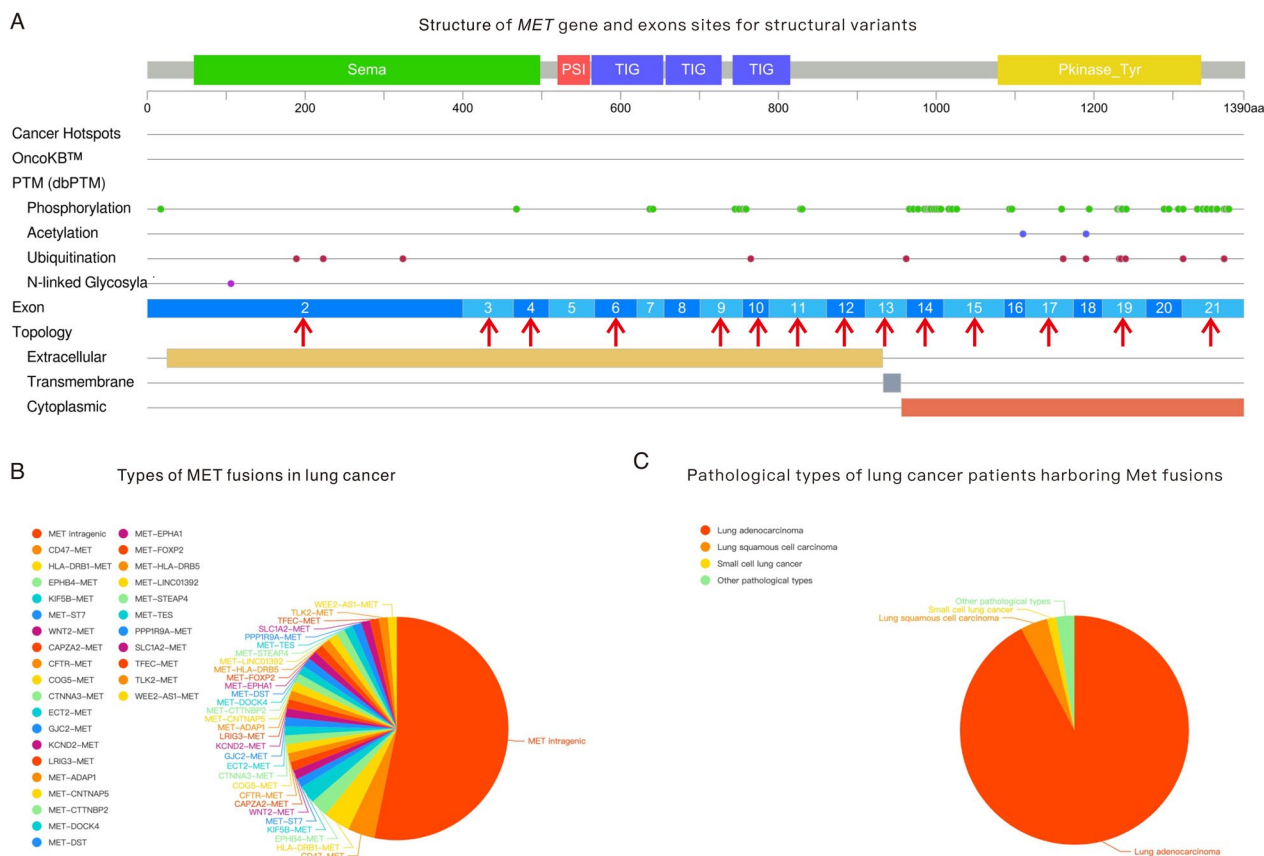 A
Structure of MET gene and exons sites for structural variants
Sema
PSI
TIG
TIG
TIG
Pkinase_Tyr
0
200
400
600
800
1000
1200
1390aa
Cancer Hotspots
OncoKB™
PTM (dbPTM)
Phosphorylation
Acetylation
Ubiquitination
N-linked Glycosyla
Exon
2
3
4
5
6
7
8
9
10
11
12
13
14
15
16
17
18
19
20
21
Topology
Extracellular
Transmembrane
Cytoplasmic
B
Types of MET fusions in lung cancer
MET intragenic
CD47-MET
HLA-DRB1-MET
EPHB4-MET
KIF5B-MET
MET-ST7
WNT2-MET
CAPZA2-MET
CFTR-MET
COG5-MET
CTNNA3-MET
ECT2-MET
GJC2-MET
KCND2-MET
LRIG3-MET
MET-ADAP1
MET-CNTNAP5
MET-CTTNBP2
MET-DOCK4
MET-DST
MET-EPHA1
MET-FOXP2
MET-HLA-DRB5
MET-LINC01392
MET-STEAP4
MET-TES
PPP1R9A-MET
SLC1A2-MET
TFEC-MET
TLK2-MET
WEE2-AS1-MET
WEE2-AS1-MET
TLK2-MET
TFEC-MET
SLC1A2-MET
PPP1R9A-MET
MET-TES
MET-STEAP4
MET-LINC01392
MET-HLA-DRB5
MET-FOXP2
MET-EPHA1
MET-DST
MET-DOCK4
MET-CTTNBP2
MET-CNTNAP5
MET-ADAP1
LRIG3-MET
KCND2-MET
GJC2-MET
ECT2-MET
CTNNA3-MET
COG5-MET
CFTR-MET
CAPZA2-MET
WNT2-MET
MET-ST7
KIF5B-MET
EPHB4-MET
HLA-DRB1-MET
CD47-MET
MET intragenic
C
Pathological types of lung cancer patients harboring Met fusions
Lung adenocarcinoma
Lung squamous cell carcinoma
Small cell lung cancer
Other pathological types
Other pathological types
Small cell lung cancer
Lung squamous cell carcinoma
Lung adenocarcinoma